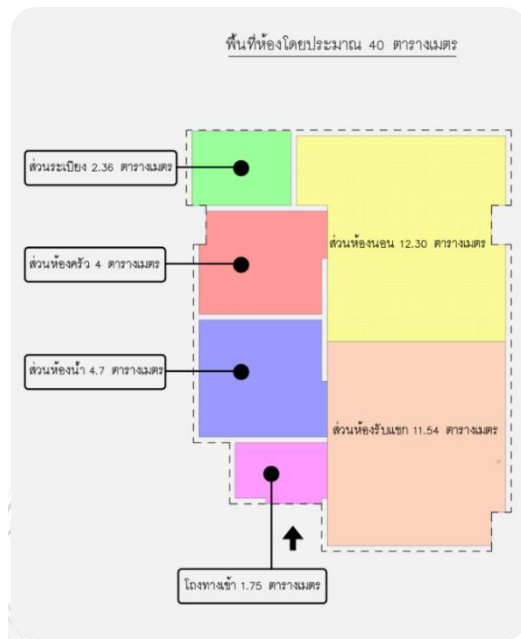 พื้นที่ห้องโดยประมาณ 40 ตารางเมตร
ส่วนระเบียง 2.36 ตารางเมตร
ส่วนห้องนอน 12.30 ตารางเมตร
ส่วนห้องครัว 4 ตารางเมตร
ส่วนห้องน้ำ 4.7 ตารางเมตร
ส่วนห้องรับแขก 11.54 ตารางเมตร
โถงทางเข้า 1.75 ตารางเมตร